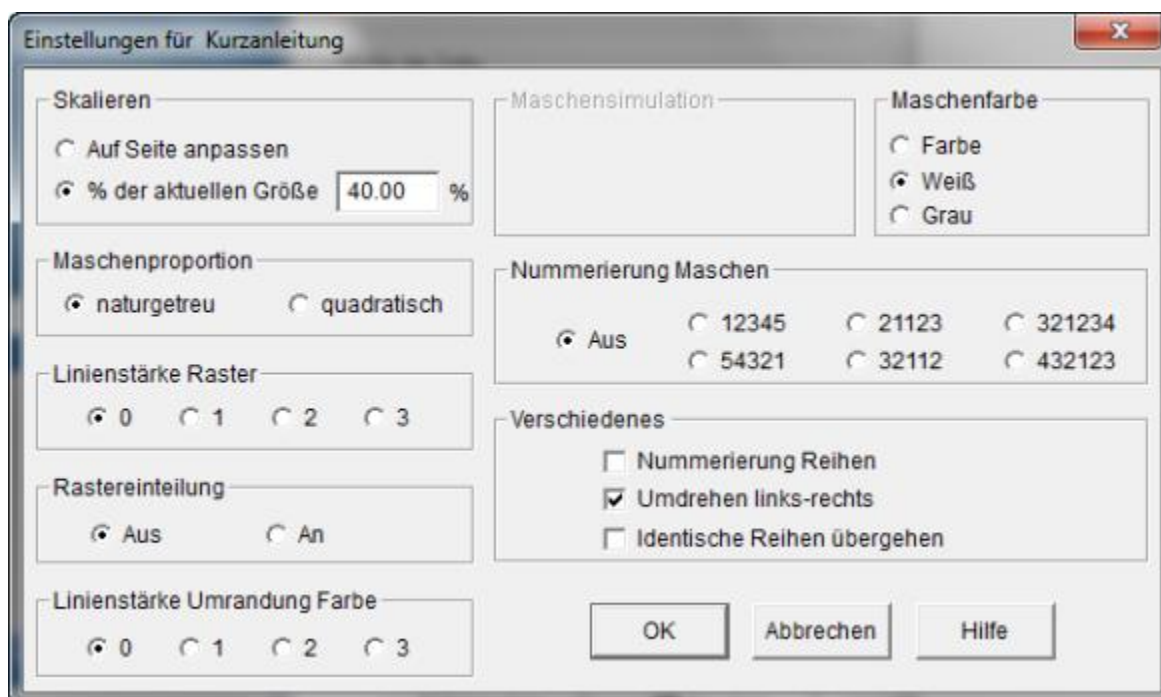 Einstellungen für Kurzanleitung
Skalieren
Auf Seite anpassen
% der aktuellen Größe 40.00 %
Maschensimulation
Maschenfarbe
Farbe
Weiß
Grau
Maschenproportion
naturgetreu quadratisch
Nummerierung Maschen
Aus
12345 21123 321234
54321 32112 432123
Linienstärke Raster
0 1 2 3
Verschiedenes
Nummerierung Reihen
Umdrehen links-rechts
Identische Reihen übergehen
Rastereinteilung
Aus An
Linienstärke Umrandung Farbe
0 1 2 3
OK Abbrechen Hilfe